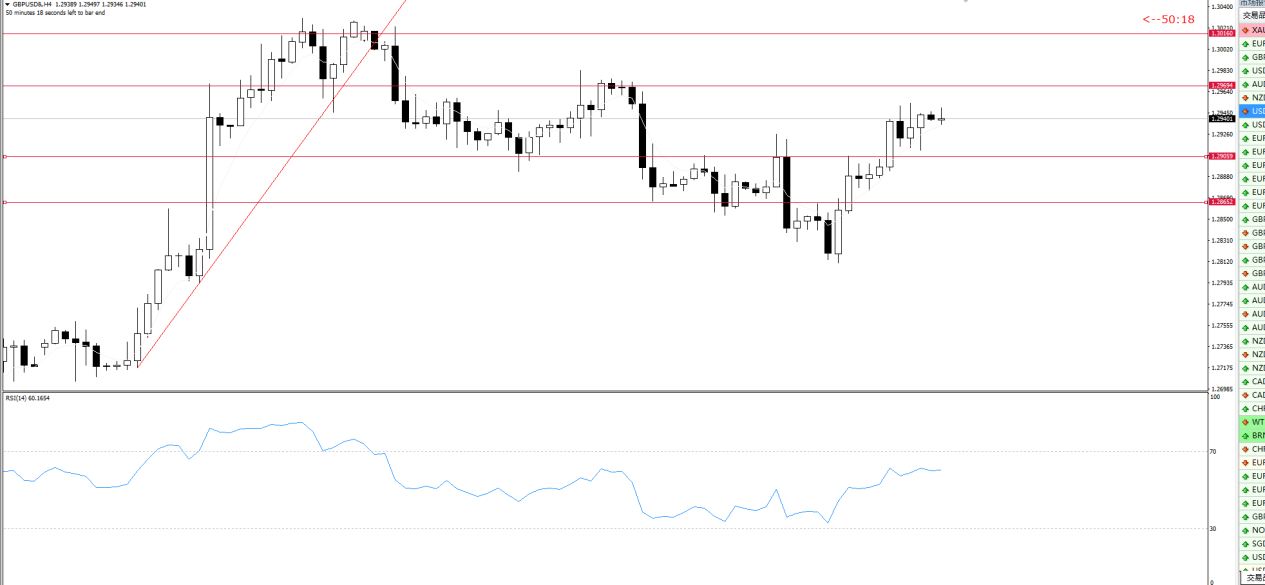 GBPUSD8,H4 1.29389 1.29497 1.29346 1.29401
50 minutes 18 seconds left to bar end
<--50:18
1.30400
1.30210
1.30160
1.30020
1.29830
1.29694
1.29640
1.29450
1.29401
1.29260
1.29059
1.28880
1.28652
1.28500
1.28310
1.28120
1.27935
1.27745
1.27555
1.27365
1.27175
1.26985
RSI(14) 60.1654
100
70
30
0
市场报
交易品
XAU
EUR
GBP
USD
AUD
NZD
USD
USD
EUR
EUR
EUR
EUR
EUR
EUR
GBP
GBP
GBP
GBP
GBP
AUD
AUD
AUD
AUD
NZD
NZD
NZD
CAD
CAD
CHF
WT
BRN
CHF
EUR
EUR
EUR
EUR
GBP
NO
SGD
USD
交易品